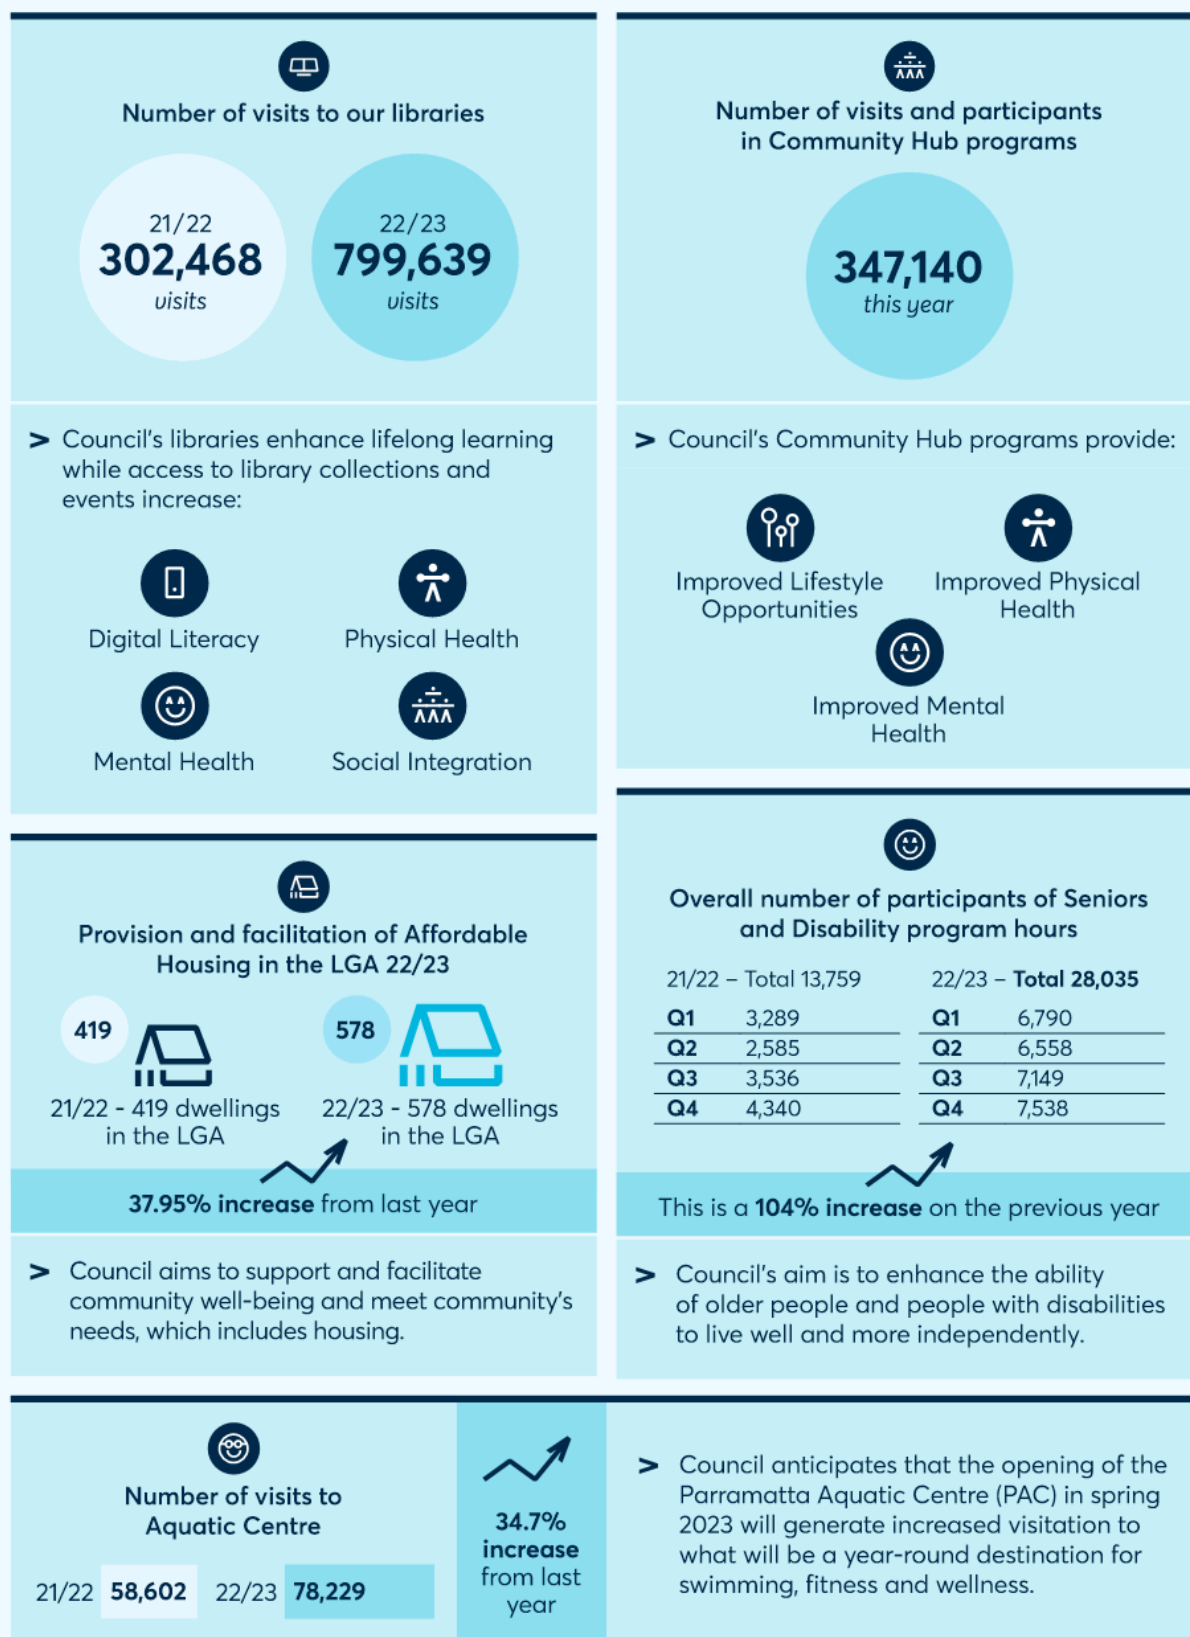 Number of visits to our libraries
21/22
302,468
visits
22/23
799,639
visits
> Council's libraries enhance lifelong learning
while access to library collections and
events increase:
Digital Literacy
Physical Health
Mental Health
Social Integration
Number of visits and participants
in Community Hub programs
347,140
this year
> Council's Community Hub programs provide:
Improved Lifestyle
Opportunities
Improved Physical
Health
Improved Mental
Health
Provision and facilitation of Affordable
Housing in the LGA 22/23
419
21/22 - 419 dwellings
in the LGA
578
22/23 - 578 dwellings
in the LGA
37.95% increase from last year
> Council aims to support and facilitate
community well-being and meet community's
needs, which includes housing.
Overall number of participants of Seniors
and Disability program hours
21/22 – Total 13,759
Q1 3,289
Q2 2,585
Q3 3,536
Q4 4,340
22/23 – Total 28,035
Q1 6,790
Q2 6,558
Q3 7,149
Q4 7,538
This is a 104% increase on the previous year
> Council's aim is to enhance the ability
of older people and people with disabilities
to live well and more independently.
Number of visits to
Aquatic Centre
21/22 58,602 22/23 78,229
34.7%
increase
from last
year
> Council anticipates that the opening of the
Parramatta Aquatic Centre (PAC) in spring
2023 will generate increased visitation to
what will be a year-round destination for
swimming, fitness and wellness.